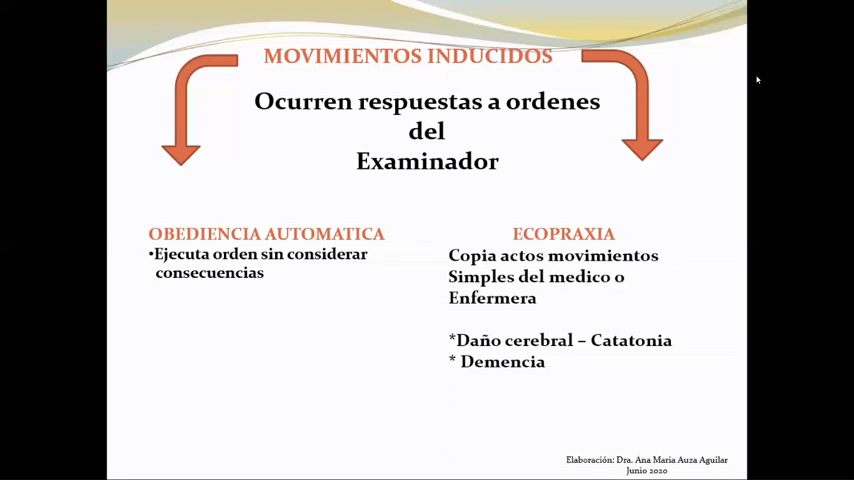 MOVIMIENTOS INDUCIDOS
Ocurren respuestas a ordenes
del
Examinador
OBEDIENCIA AUTOMATICA
•Ejecuta orden sin considerar
consecuencias
ECOPRAXIA
Copia actos movimientos
Simples del medico o
Enfermera
*Daño cerebral – Catatonia
* Demencia
Elaboración: Dra. Ana Maria Auza Aguilar
Junio 2020